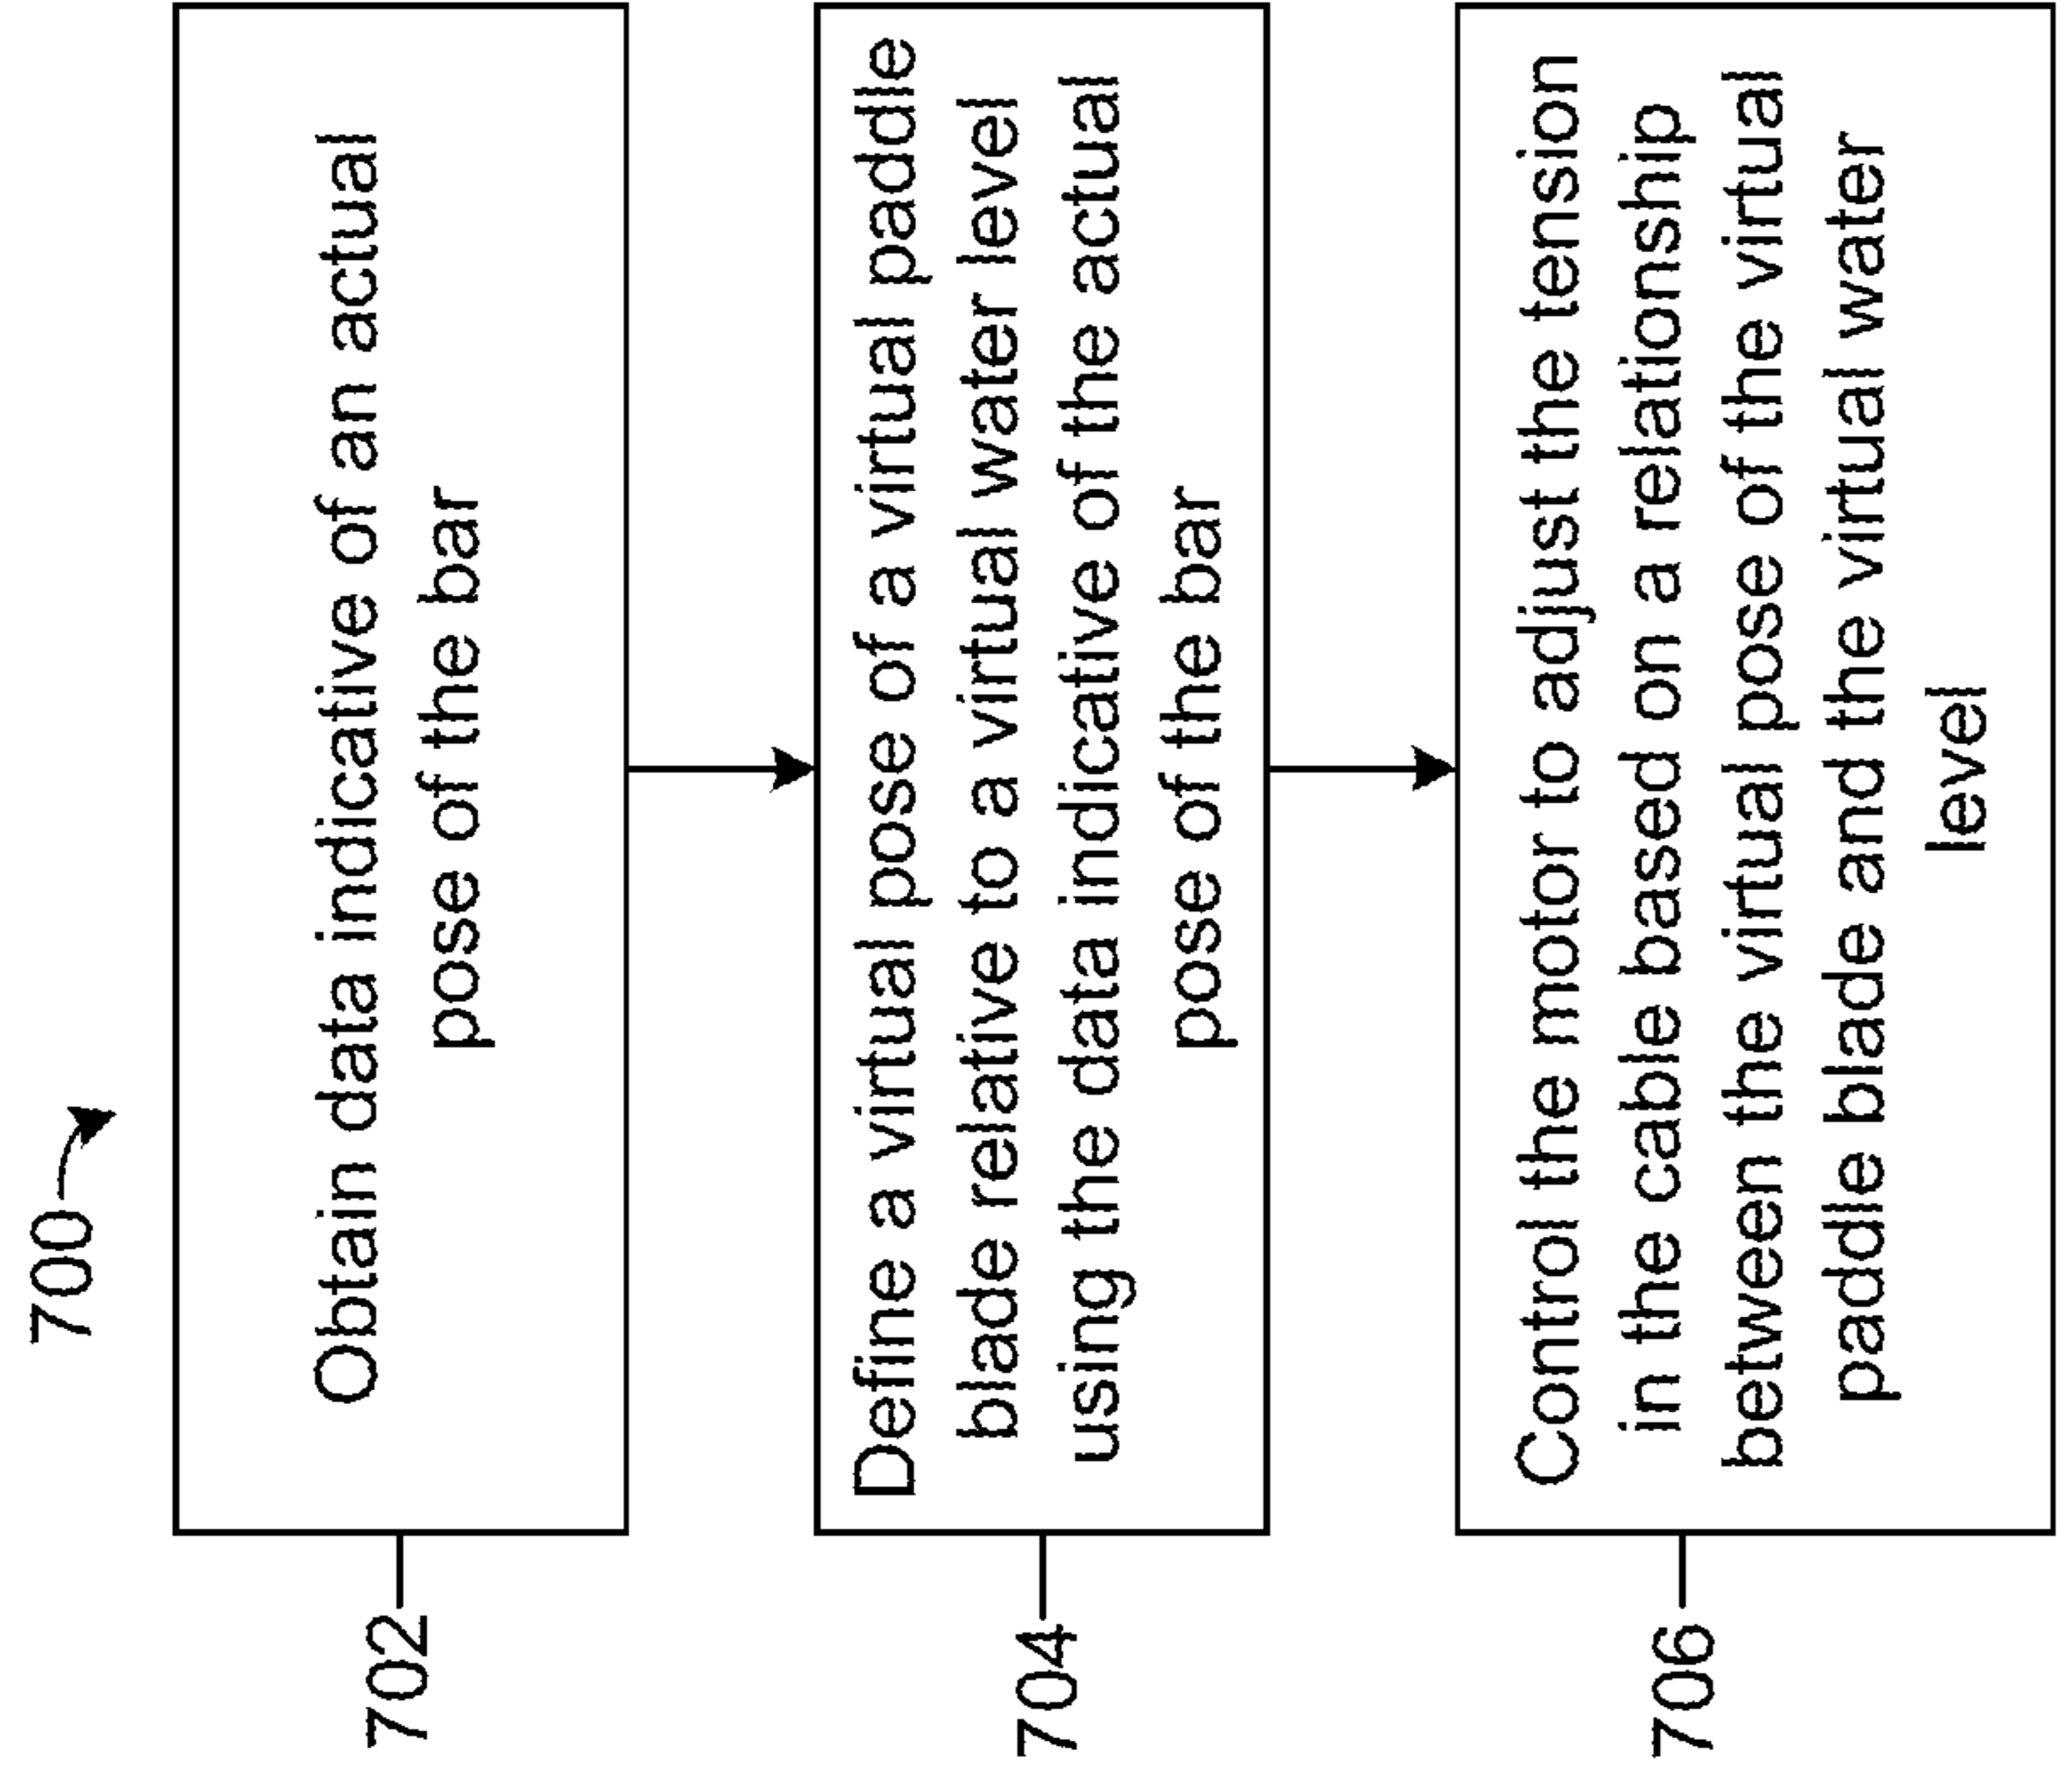 700
702
Obtain data indicative of an actual
pose of the bar
704
Define a virtual pose of a virtual paddle
blade relative to a virtual water level
using the data indicative of the actual
pose of the bar
706
Control the motor to adjust the tension
in the cable based on a relationship
between the virtual pose of the virtual
paddle blade and the virtual water
level